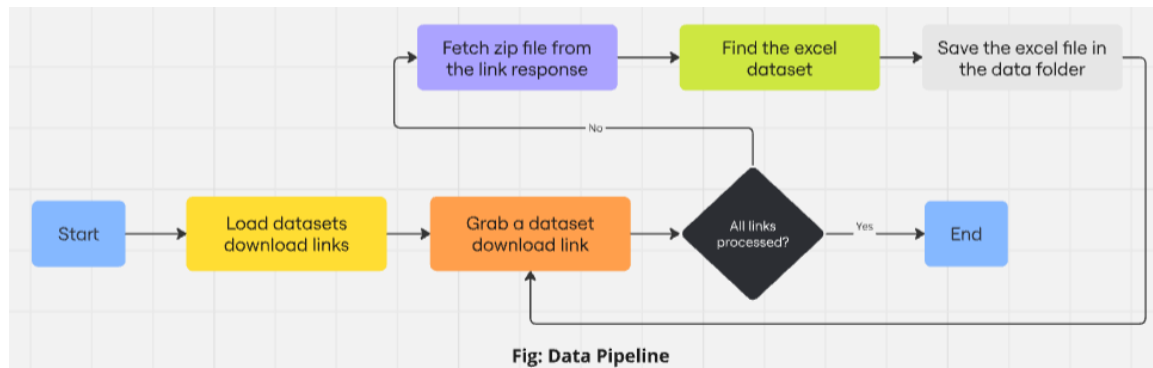 Fetch zip file from
the link response
Find the excel
dataset
Save the excel file in
the data folder
No
Start
Load datasets
download links
Grab a dataset
download link
All links
processed?
Yes
End
Fig: Data Pipeline